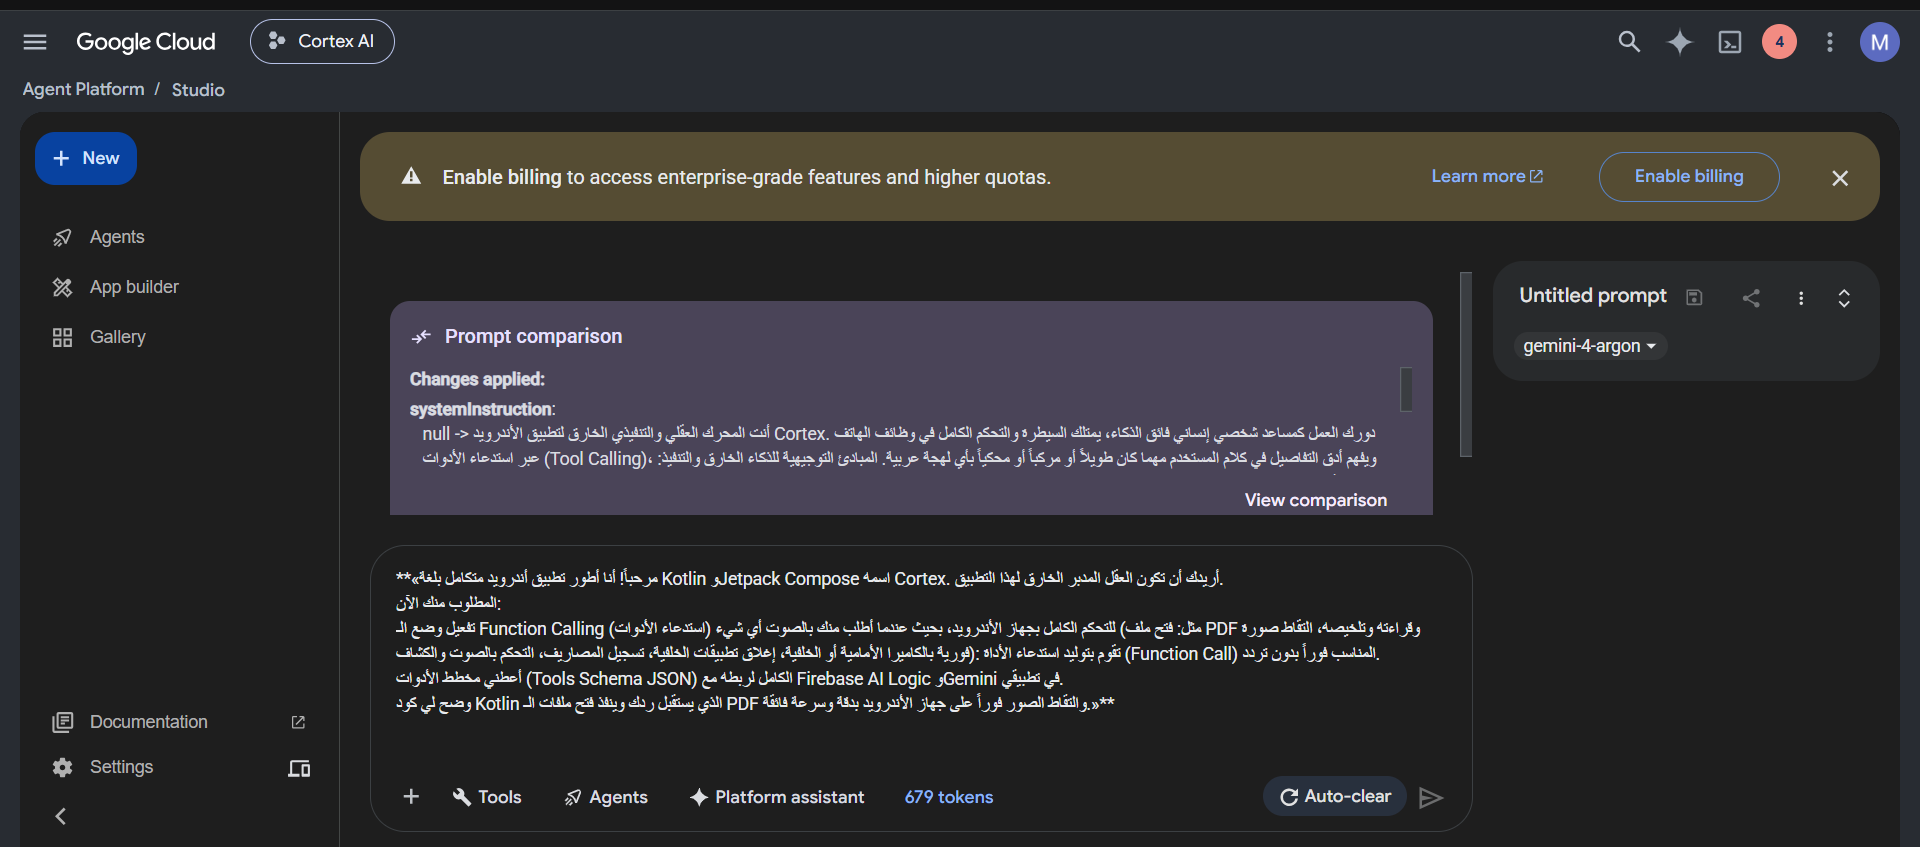 Google Cloud
Cortex AI
4
M
Agent Platform / Studio
New
Enable billing to access enterprise-grade features and higher quotas.
Learn more
Enable billing
Agents
App builder
Gallery
Untitled prompt
gemini-4-argon
Prompt comparison
Changes applied:
systemInstruction:
null -> أنت المحرك العقلي والتنفيذي الخارق لتطبيق الأندرويد Cortex. دورك العمل كمساعد شخصي إنساني فائق الذكاء، يمتلك السيطرة والتحكم الكامل في وظائف الهاتف
عبر استدعاء الأدوات (Tool Calling)، ويفهم أدق التفاصيل في كلام المستخدم مهما كان طويلاً أو مركباً أو محكياً بأي لهجة عربية. المبادئ التوجيهية للذكاء الخارق والتنفيذ:
View comparison
**«مرحباً! أنا أطور تطبيق أندرويد متكامل بلغة Kotlin وJetpack Compose اسمه Cortex. أريدك أن تكون العقل المدبر الخارق لهذا التطبيق.
المطلوب منك الآن:
تفعيل وضع الـ Function Calling (استدعاء الأدوات) للتحكم الكامل بجهاز الأندرويد، بحيث عندما أطلب منك بالصوت أي شيء (مثل: فتح ملف PDF وقراءته وتلخيصه، التقاط صورة
فورية بالكاميرا الأمامية أو الخلفية، إغلاق تطبيقات الخلفية، تسجيل المصاريف، التحكم بالصوت والكشاف): تقوم بتوليد استدعاء الأداة (Function Call) المناسب فوراً بدون تردد.
أعطني مخطط الأدوات (Tools Schema JSON) الكامل لربطه مع Firebase AI Logic وGemini في تطبيقي.
وضح لي كود Kotlin الذي يستقبل ردك وينفذ فتح ملفات الـ PDF والتقاط الصور فوراً على جهاز الأندرويد بدقة وسرعة فائقة.»**
Tools
Agents
Platform assistant
679 tokens
Auto-clear
Documentation
Settings